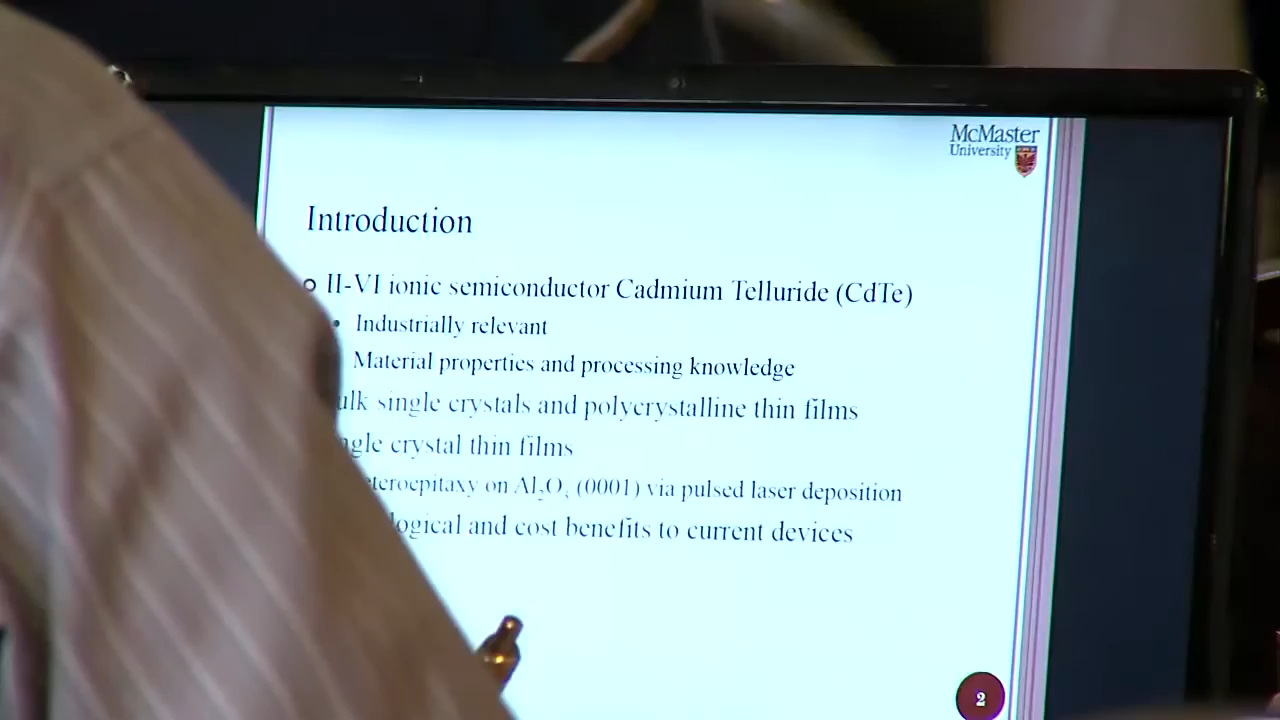 McMaster
University
Introduction
II-VI ionic semiconductor Cadmium Telluride (CdTe)
• Industrially relevant
Material properties and processing knowledge
single crystals and polycrystalline thin films
crystal thin films
on Al₂O₃ (0001) via pulsed laser deposition
and cost benefits to current devices
2